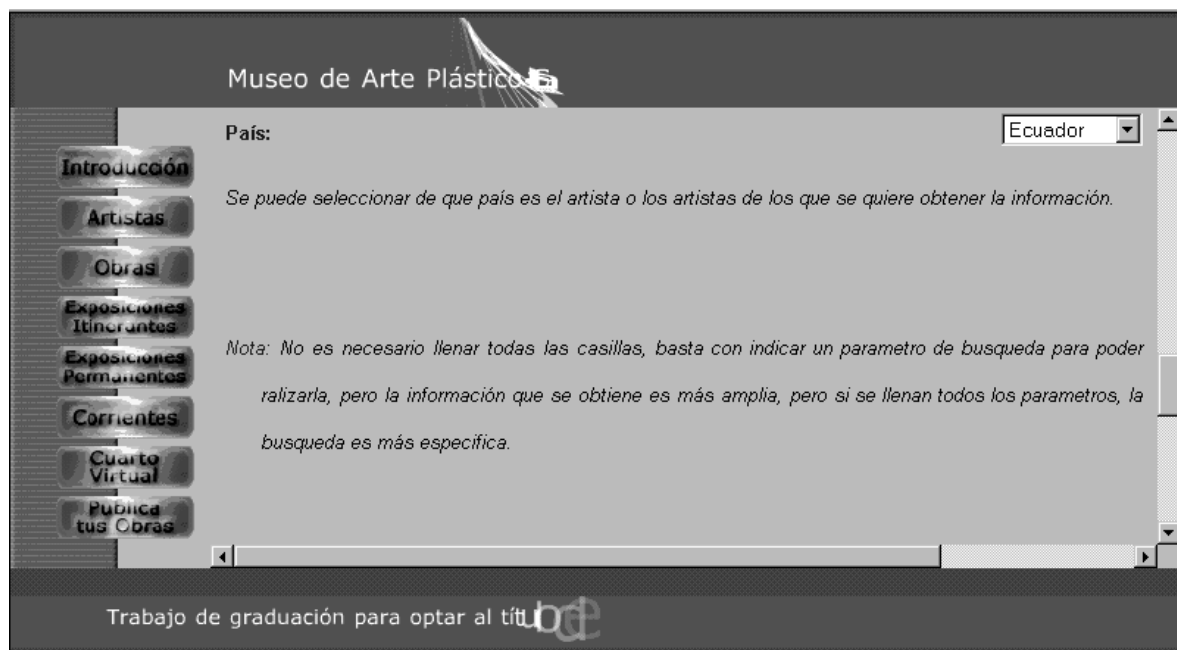 Museo de Arte Plástico
País:
Ecuador
Introducción
Artistas
Obras
Exposiciones
Itinerantes
Exposiciones
Permanentes
Corrientes
Cuarto
Virtual
Publica
tus Obras
Se puede seleccionar de que país es el artista o los artistas de los que se quiere obtener la información.
Nota: No es necesario llenar todas las casillas, basta con indicar un parametro de busqueda para poder
ralizarla, pero la información que se obtiene es más amplia, pero si se llenan todos los parametros, la
busqueda es más especifica.
Trabajo de graduación para optar al